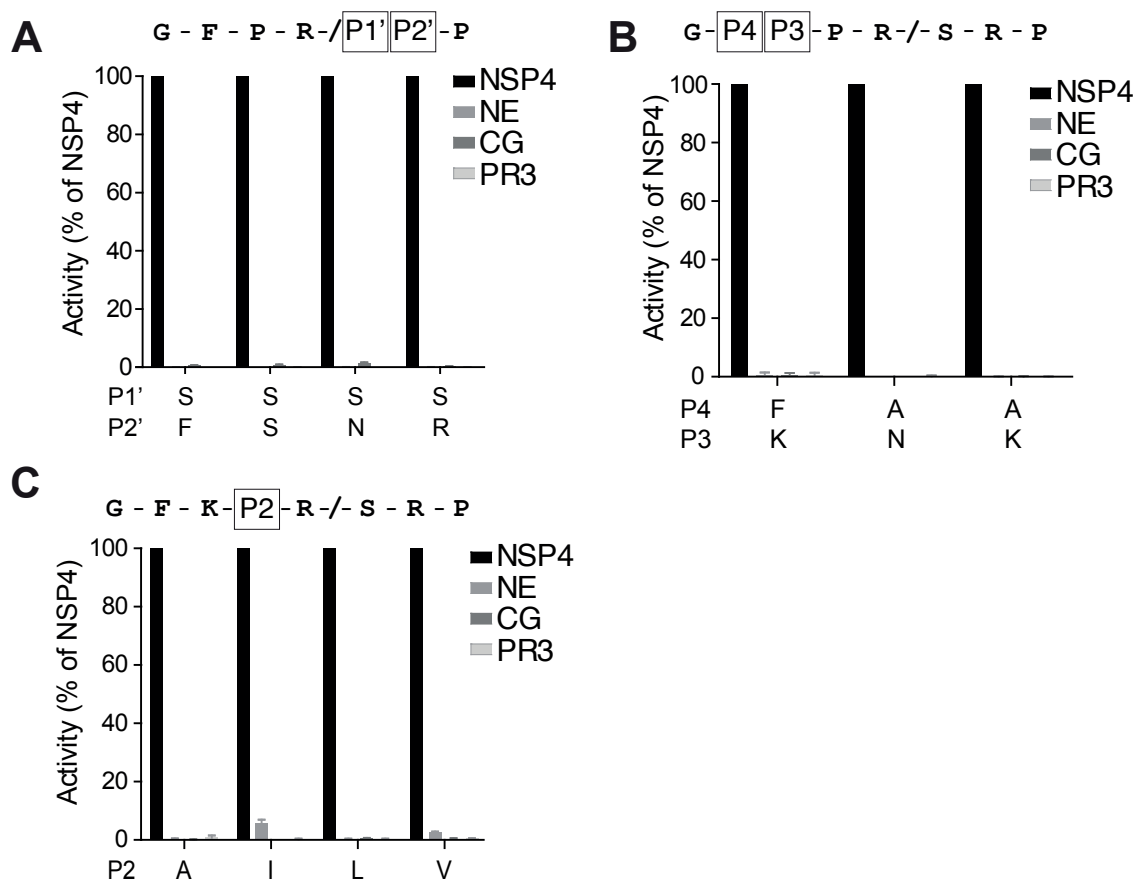 A
G - F - P - R -/P1' P2'-P
Activity (% of NSP4)
100
80
60
40
20
0
NSP4
NE
CG
PR3
P1' S S S S
P2' F S N R
B
G-P4 P3-P - R-/-S - R - P
Activity (% of NSP4)
100
80
60
40
20
0
NSP4
NE
CG
PR3
P4 F A A
P3 K N K
C
G - F - K-P2-R-/-S - R - P
Activity (% of NSP4)
100
80
60
40
20
0
NSP4
NE
CG
PR3
P2 A I L V